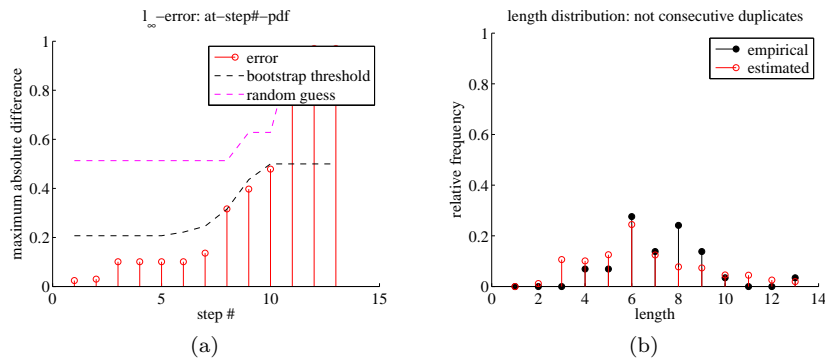 l∞−error: at−step#−pdf
error
bootstrap threshold
random guess
maximum absolute difference
1
0.8
0.6
0.4
0.2
0
0 5 10 15
step #
(a)
length distribution: not consecutive duplicates
empirical
estimated
relative frequency
1
0.8
0.6
0.4
0.2
0
0 2 4 6 8 10 12 14
length
(b)